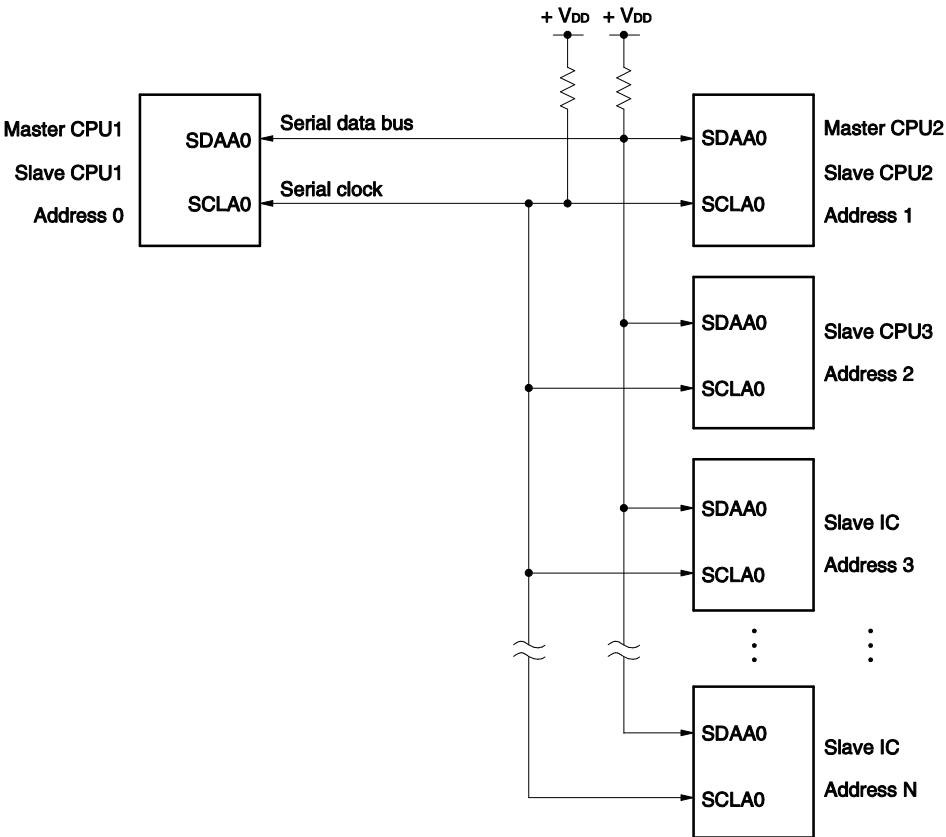 + VDD + VDD
Master CPU1
Slave CPU1
Address 0
SDAA0
SCLA0
Serial data bus
Serial clock
SDAA0
SCLA0
Master CPU2
Slave CPU2
Address 1
SDAA0
SCLA0
Slave CPU3
Address 2
SDAA0
SCLA0
Slave IC
Address 3
SDAA0
SCLA0
Slave IC
Address N